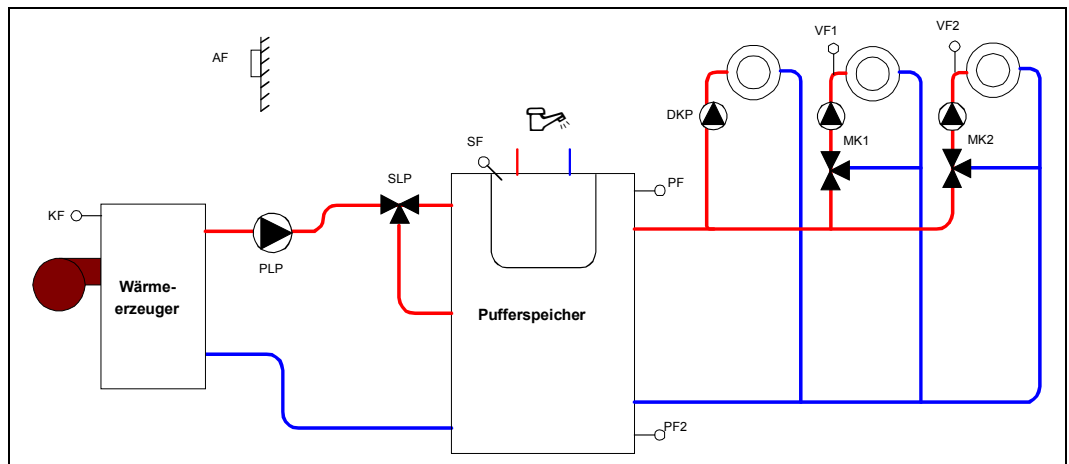 VF1
VF2
AF
DKP
MK1
MK2
SF
SLP
PF
KF
PLP
Wärme-
erzeuger
Pufferspeicher
PF2